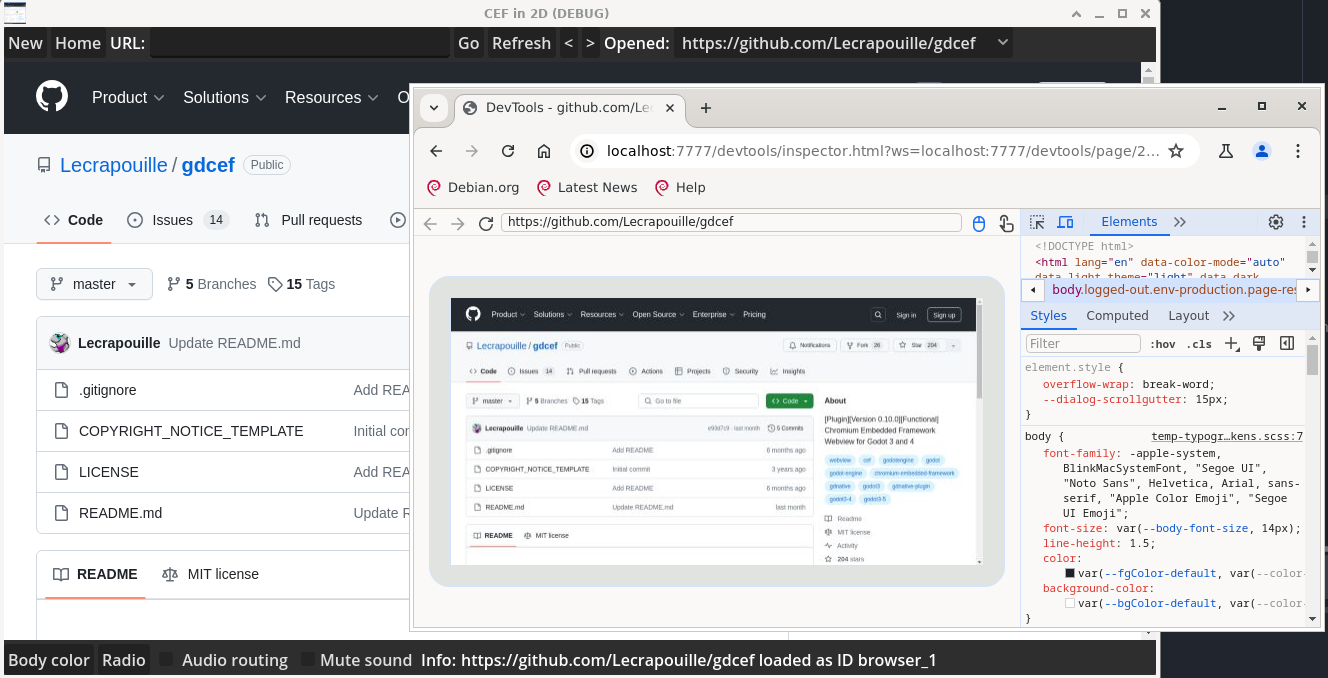 CEF in 2D (DEBUG)
New Home URL: Go Refresh < > Opened: https://github.com/Lecrapouille/gdcef
Product Solutions Resources O
Lecrapouille / gdcef Public
Code Issues 14 Pull requests
master 5 Branches 15 Tags
Lecrapouille Update README.md
.gitignore Add REA
COPYRIGHT_NOTICE_TEMPLATE Initial cor
LICENSE Add REA
README.md Update R
README MIT license
Body color Radio Audio routing Mute sound Info: https://github.com/Lecrapouille/gdcef loaded as ID browser_1
DevTools - github.com/Lec
localhost:7777/devtools/inspector.html?ws=localhost:7777/devtools/page/2...
Debian.org Latest News Help
https://github.com/Lecrapouille/gdcef
Product Solutions Resources Open Source Enterprise Pricing Sign in Sign up
Lecrapouille / gdcef Public Notifications Fork 26 Star 204
Code Issues 14 Pull requests Actions Projects Security Insights
master 5 Branches 15 Tags Go to file Code
Lecrapouille Update README.md last month 5 Commits
.gitignore Add README 6 months ago
COPYRIGHT_NOTICE_TEMPLATE Initial commit 3 years ago
LICENSE Add README 6 months ago
README.md Update README.md last month
README MIT license
About
[Plugin][Version 0.10.0][Functional]
Chromium Embedded Framework
Webview for Godot 3 and 4
webview cef godotengine godot
godot-engine chromium-embedded-framework
gdnative godot3 gdnative-plugin
godot3-4 godot3-5
Readme
MIT license
Activity
204 stars
Elements
<!DOCTYPE html>
<html lang="en" data-color-mode="auto"
data-light-theme="light" data-dark-
body.logged-out.env-production.page-res
Styles Computed Layout
Filter :hov .cls
element.style {
overflow-wrap: break-word;
--dialog-scrollgutter: 15px;
}
body { temp-typogr…kens.scss:7
font-family: -apple-system,
BlinkMacSystemFont, "Segoe UI",
"Noto Sans", Helvetica, Arial, sans-
serif, "Apple Color Emoji", "Segoe
UI Emoji";
font-size: var(--body-font-size, 14px);
line-height: 1.5;
color:
var(--fgColor-default, var(--color-
background-color:
var(--bgColor-default, var(--color-
}